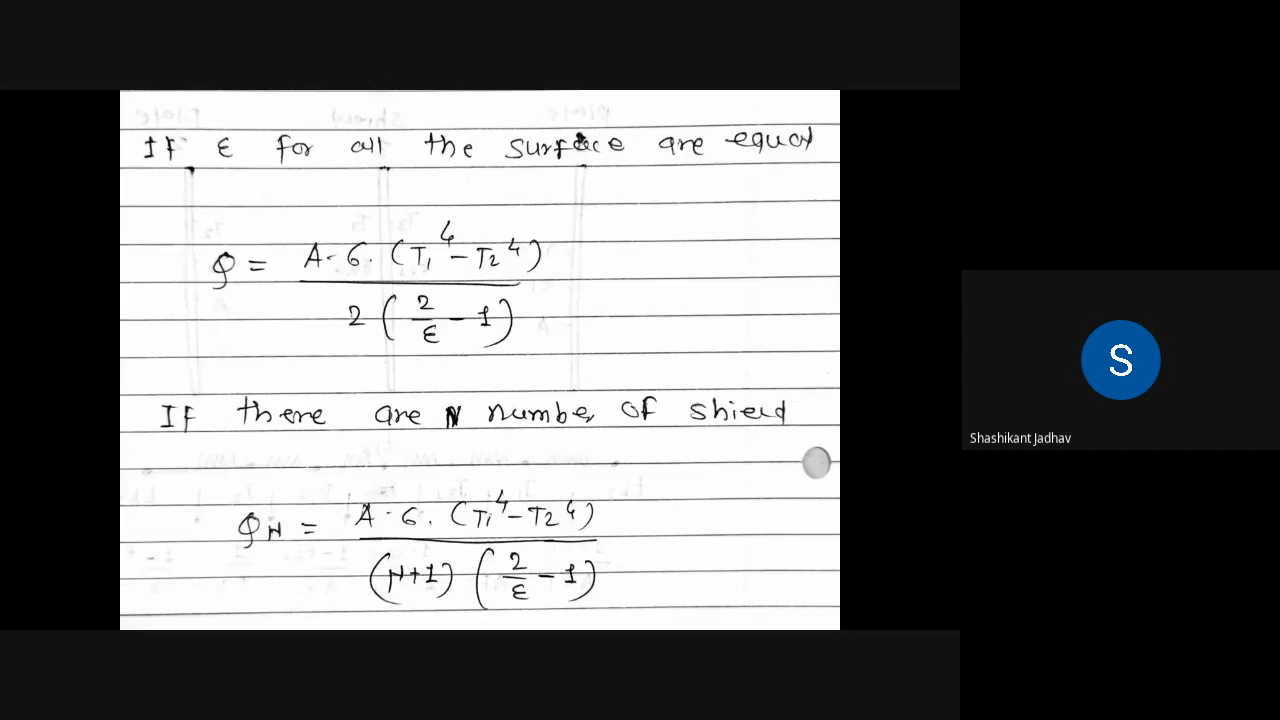 If ε for all the surface are equal
Q = A · σ · (T₁⁴ - T₂⁴) / 2 (2/ε - 1)
If there are N number of shield
Q_N = A · σ · (T₁⁴ - T₂⁴) / (N+1) (2/ε - 1)
S
Shashikant Jadhav